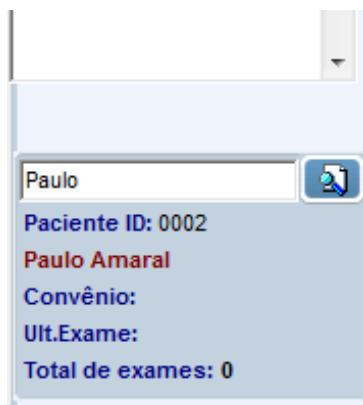 Paulo
Paciente ID: 0002
Paulo Amaral
Convênio:
Ult.Exame:
Total de exames: 0